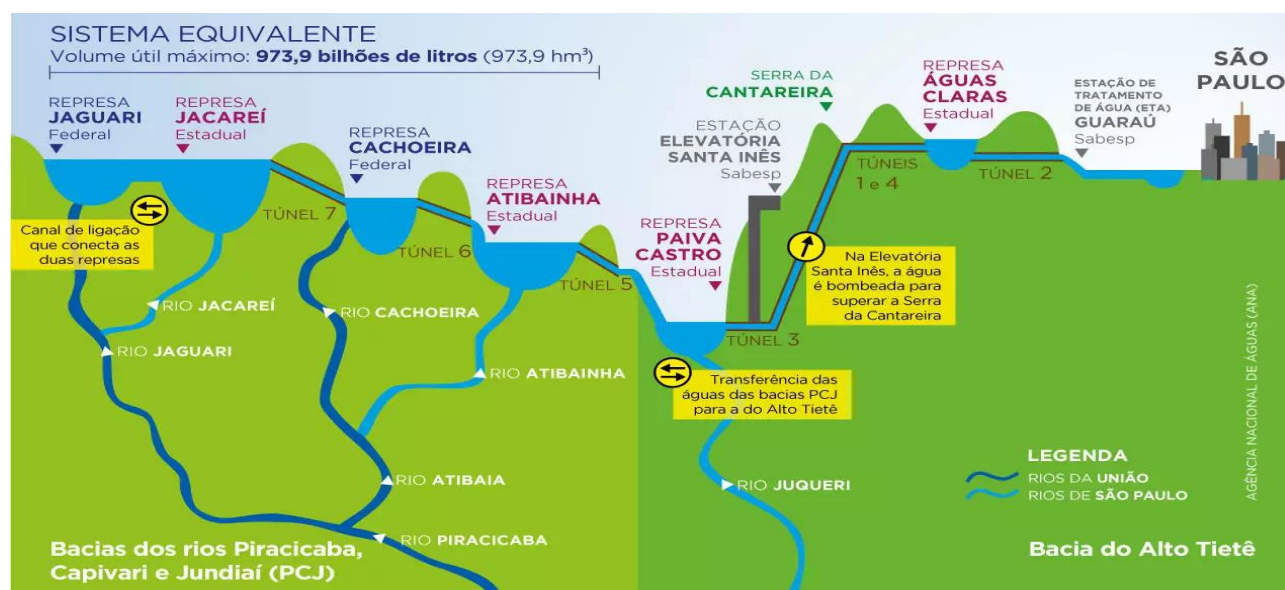 SISTEMA EQUIVALENTE
Volume útil máximo: 973,9 bilhões de litros (973,9 hm³)
REPRESA
JAGUARI
Federal
REPRESA
JACAREÍ
Estadual
REPRESA
CACHOEIRA
Federal
REPRESA
ATIBAINHA
Estadual
REPRESA
PAIVA
CASTRO
Estadual
ESTAÇÃO
ELEVATÓRIA
SANTA INÊS
Sabesp
SERRA DA
CANTAREIRA
REPRESA
ÁGUAS
CLARAS
Estadual
ESTAÇÃO DE
TRATAMENTO
DE ÁGUA (ETA)
GUARAÚ
Sabesp
SÃO
PAULO
TÚNEL 7
TÚNEL 6
TÚNEL 5
TÚNEL 3
TÚNEIS
1 e 4
TÚNEL 2
Canal de ligação
que conecta as
duas represas
Na Elevatória
Santa Inês, a água
é bombeada para
superar a Serra
da Cantareira
Transferência das
águas das bacias PCJ
para a do Alto Tietê
RIO JACAREÍ
RIO JAGUARI
RIO CACHOEIRA
RIO ATIBAINHA
RIO ATIBAIA
RIO PIRACICABA
RIO JUQUERI
LEGENDA
RIOS DA UNIÃO
RIOS DE SÃO PAULO
Bacias dos rios Piracicaba,
Capivari e Jundiaí (PCJ)
Bacia do Alto Tietê
AGÊNCIA NACIONAL DE ÁGUAS (ANA)